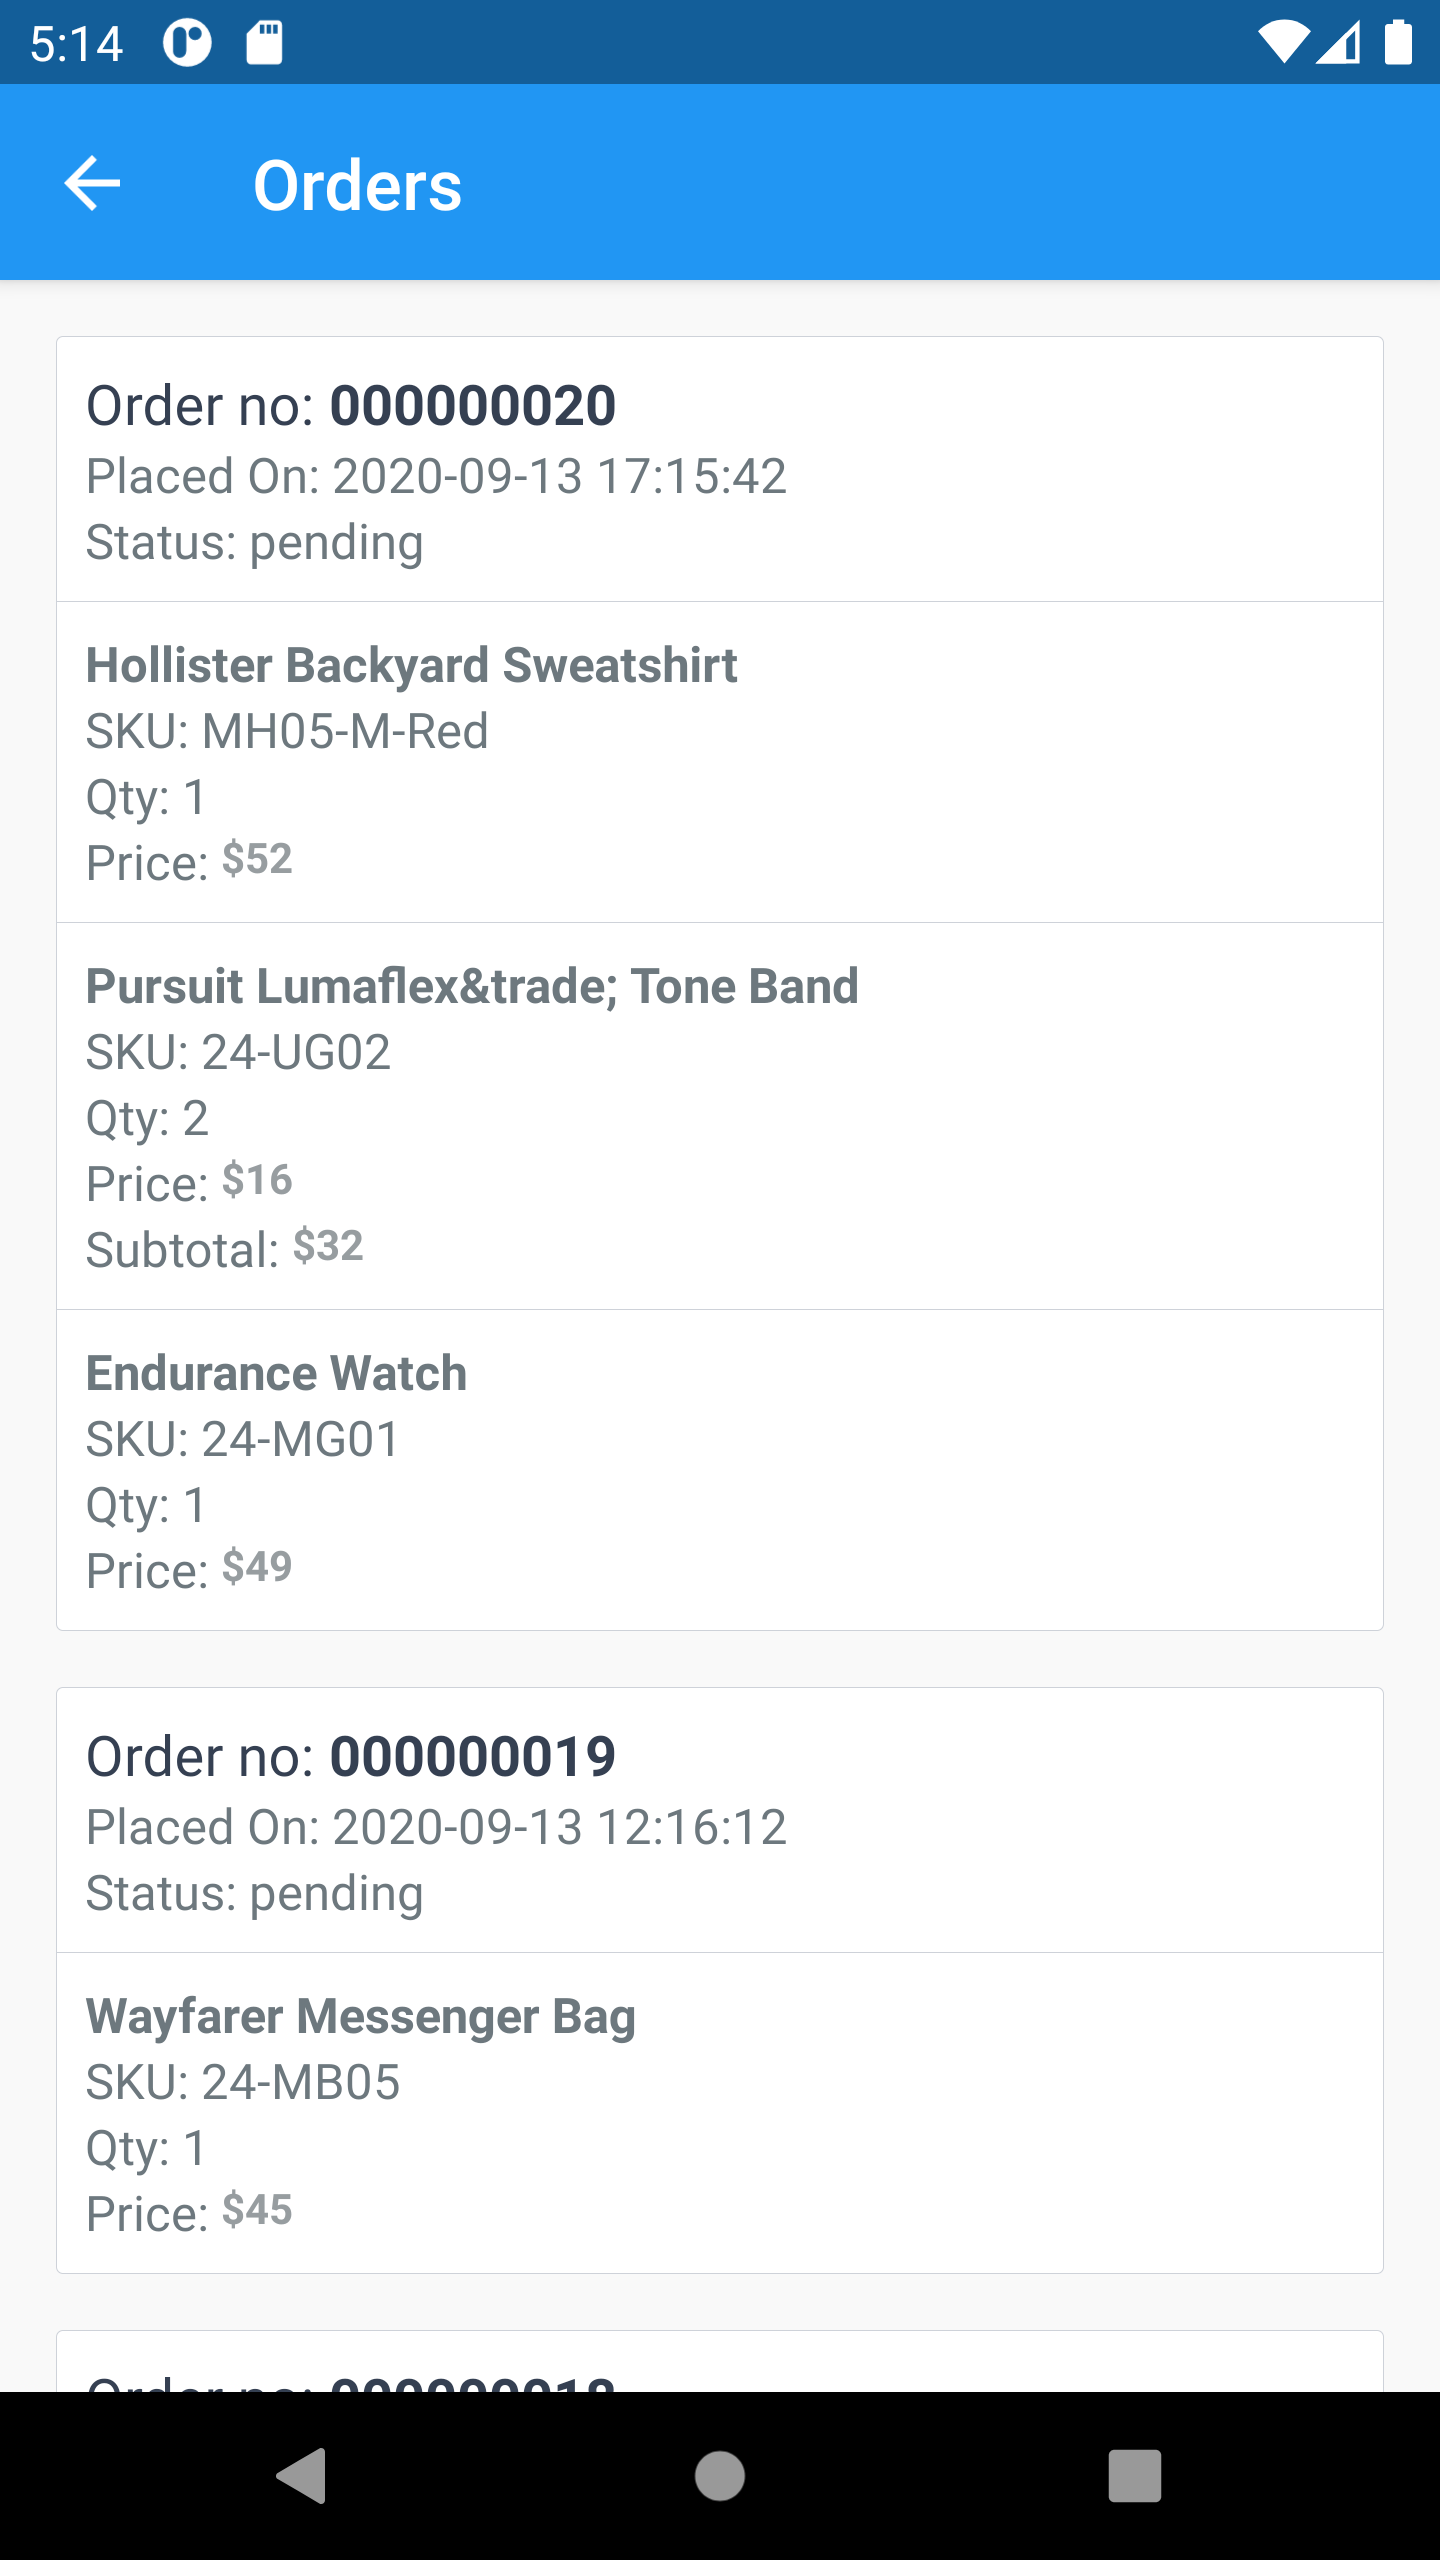 5:14
Orders
Order no: 000000020
Placed On: 2020-09-13 17:15:42
Status: pending
Hollister Backyard Sweatshirt
SKU: MH05-M-Red
Qty: 1
Price: $52
Pursuit Lumaflex&trade; Tone Band
SKU: 24-UG02
Qty: 2
Price: $16
Subtotal: $32
Endurance Watch
SKU: 24-MG01
Qty: 1
Price: $49
Order no: 000000019
Placed On: 2020-09-13 12:16:12
Status: pending
Wayfarer Messenger Bag
SKU: 24-MB05
Qty: 1
Price: $45
Order no: 000000018